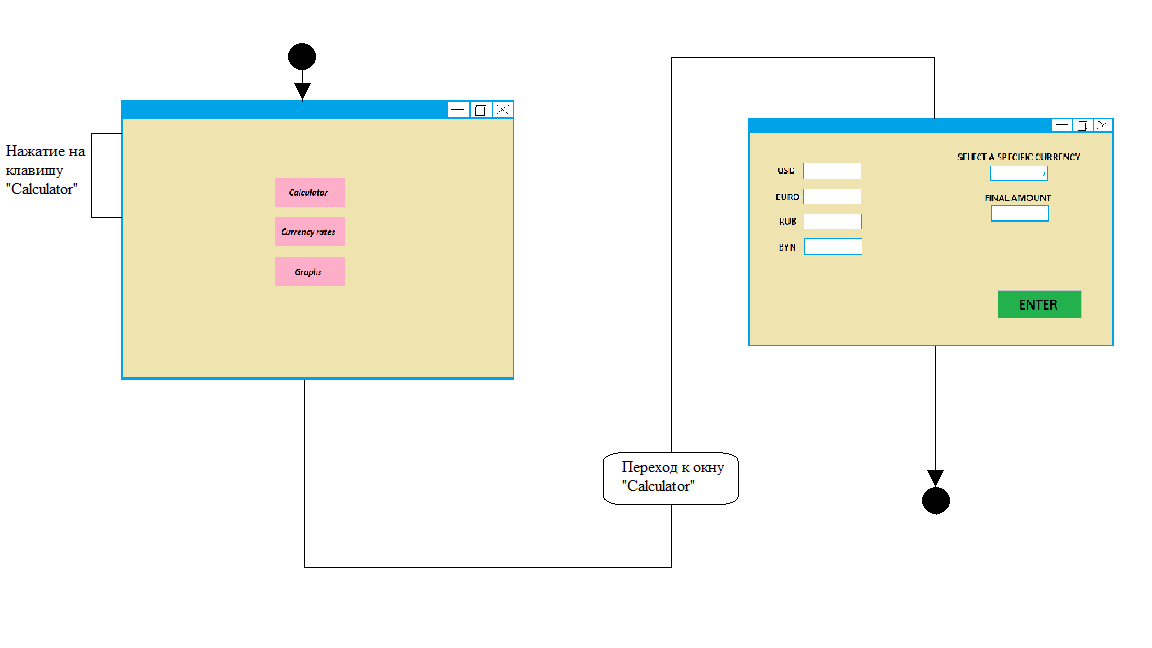 Нажатие на
клавишу
"Calculator"
Calculator
Currency rates
Graphs
Переход к окну
"Calculator"
USD
EURO
RUB
BYN
SELECT A SPECIFIC CURRENCY
FINAL AMOUNT
ENTER